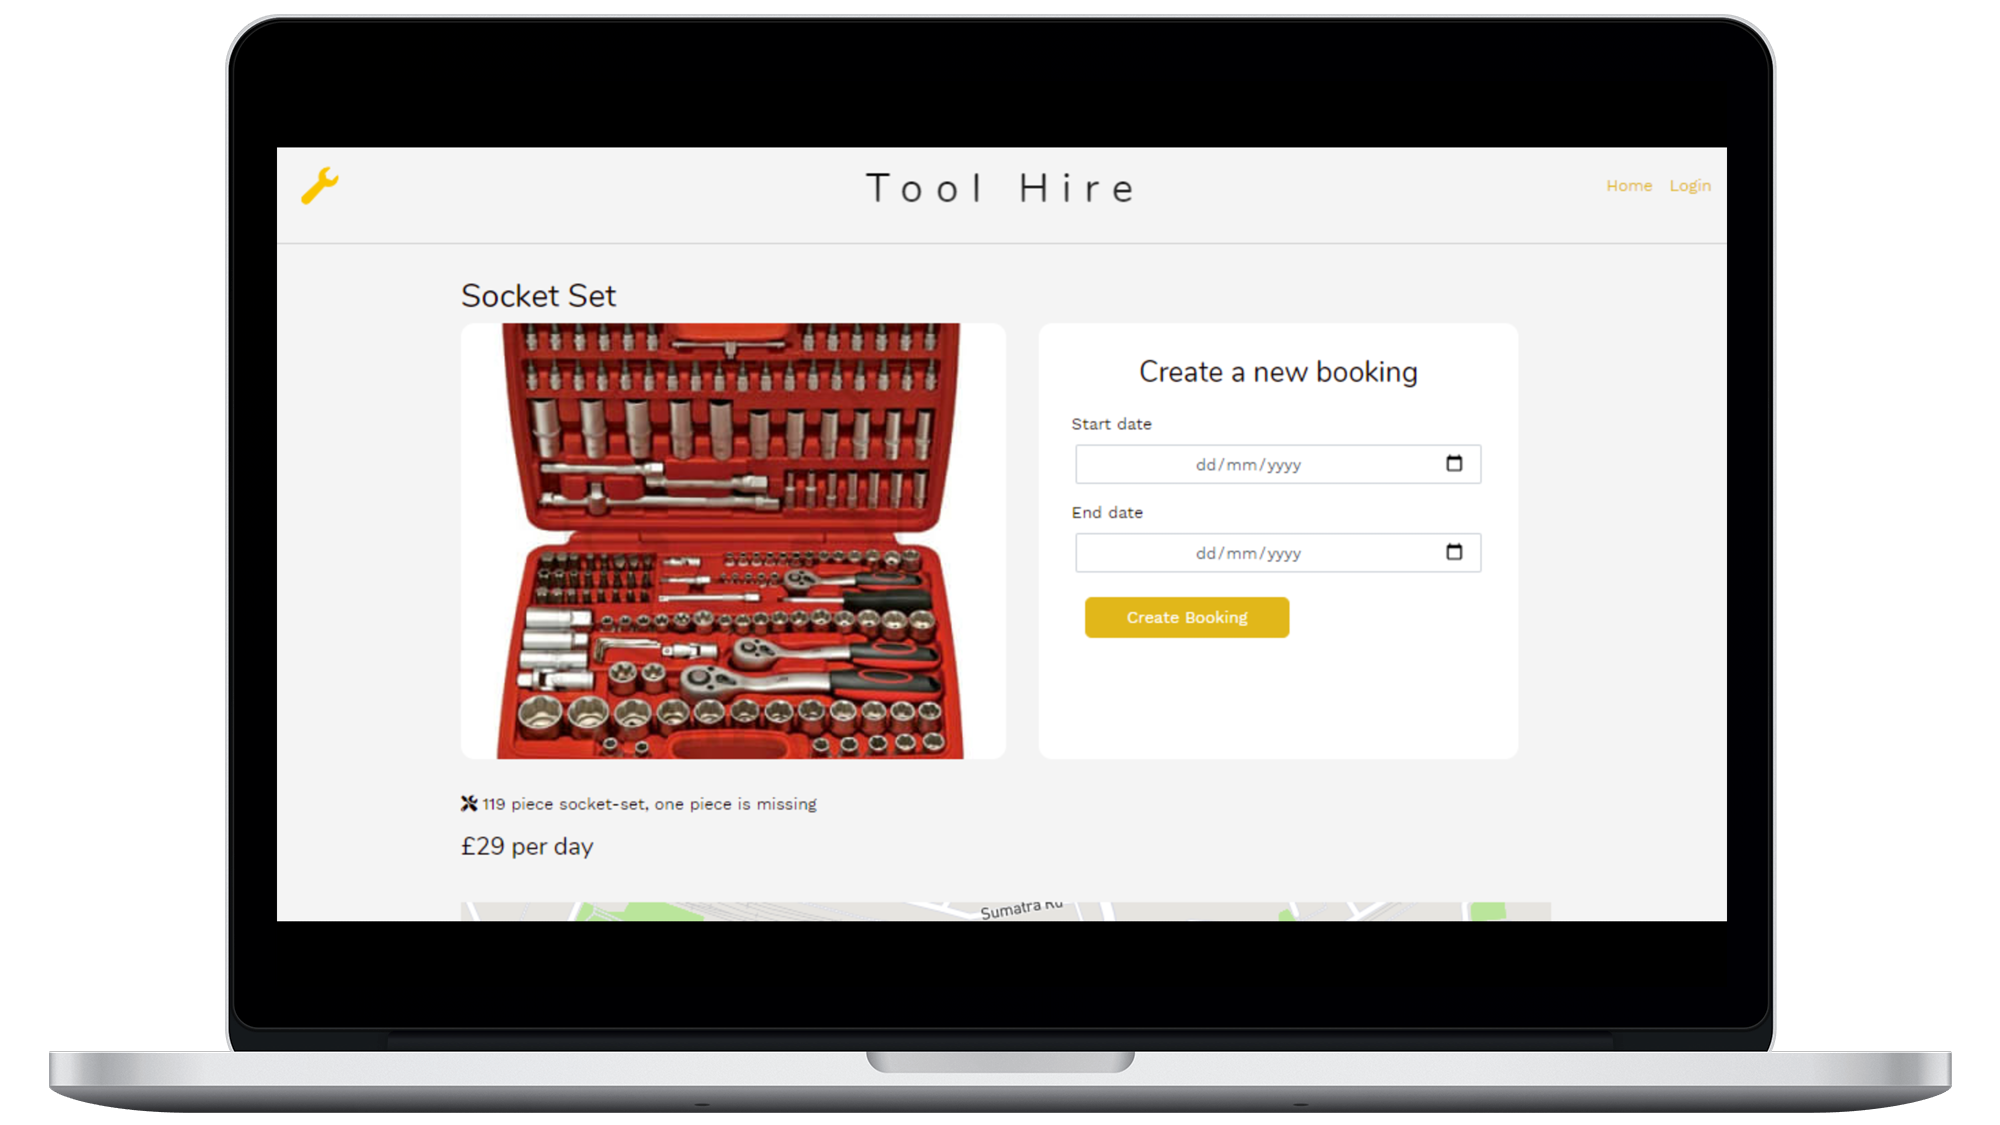 Tool Hire
Home Login
Socket Set
Create a new booking
Start date
dd/mm/yyyy
End date
dd/mm/yyyy
Create Booking
119 piece socket-set, one piece is missing
£29 per day
Sumatra Rd